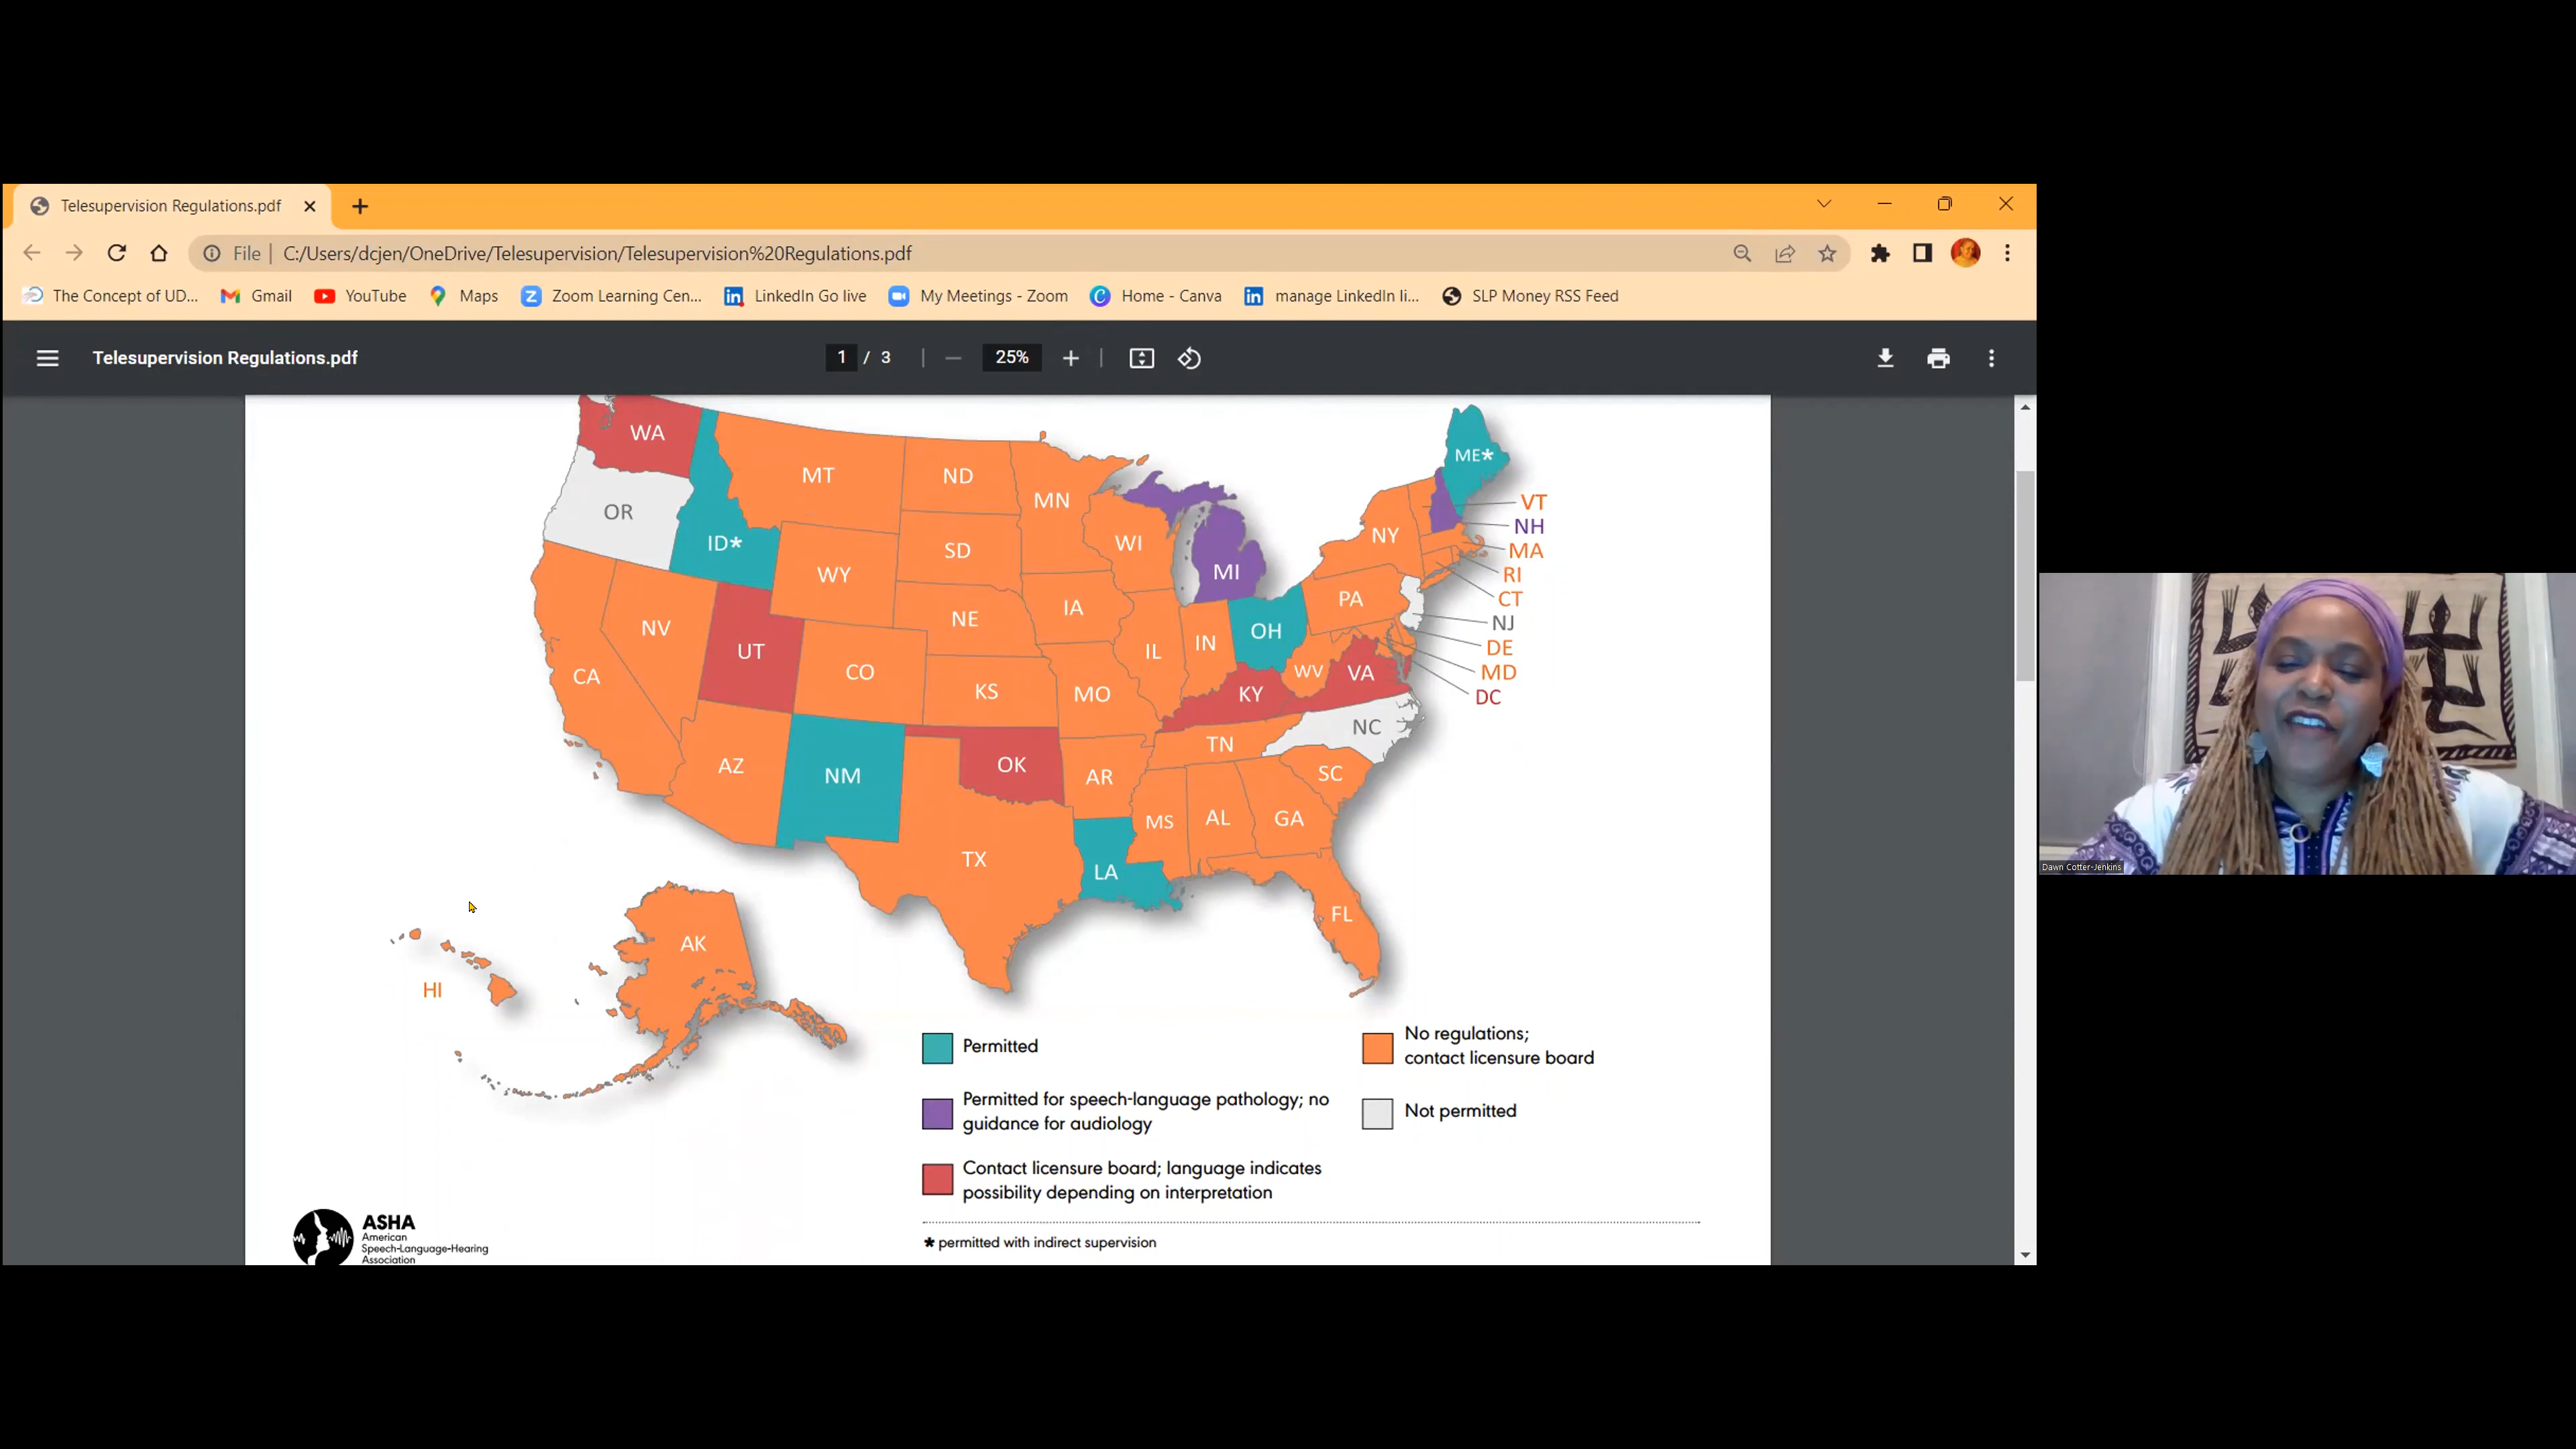 Telesupervision Regulations.pdf
File | C:/Users/dcjen/OneDrive/Telesupervision/Telesupervision%20Regulations.pdf
The Concept of UD... Gmail YouTube Maps Zoom Learning Cen... LinkedIn Go live My Meetings - Zoom Home - Canva manage LinkedIn li... SLP Money RSS Feed
Telesupervision Regulations.pdf 1 / 3 25%
WA
MT
ND
MN
OR
ID*
WY
SD
WI
MI
NY
ME*
VT
NH
MA
RI
CT
NJ
DE
MD
DC
NV
UT
CO
NE
IA
IL
IN
OH
PA
WV
VA
CA
KS
MO
KY
NC
AZ
NM
OK
AR
TN
SC
TX
LA
MS
AL
GA
FL
AK
HI
Permitted
Permitted for speech-language pathology; no
guidance for audiology
Contact licensure board; language indicates
possibility depending on interpretation
No regulations;
contact licensure board
Not permitted
* permitted with indirect supervision
ASHA
American
Speech-Language-Hearing
Association
Dawn Cotter-Jenkins